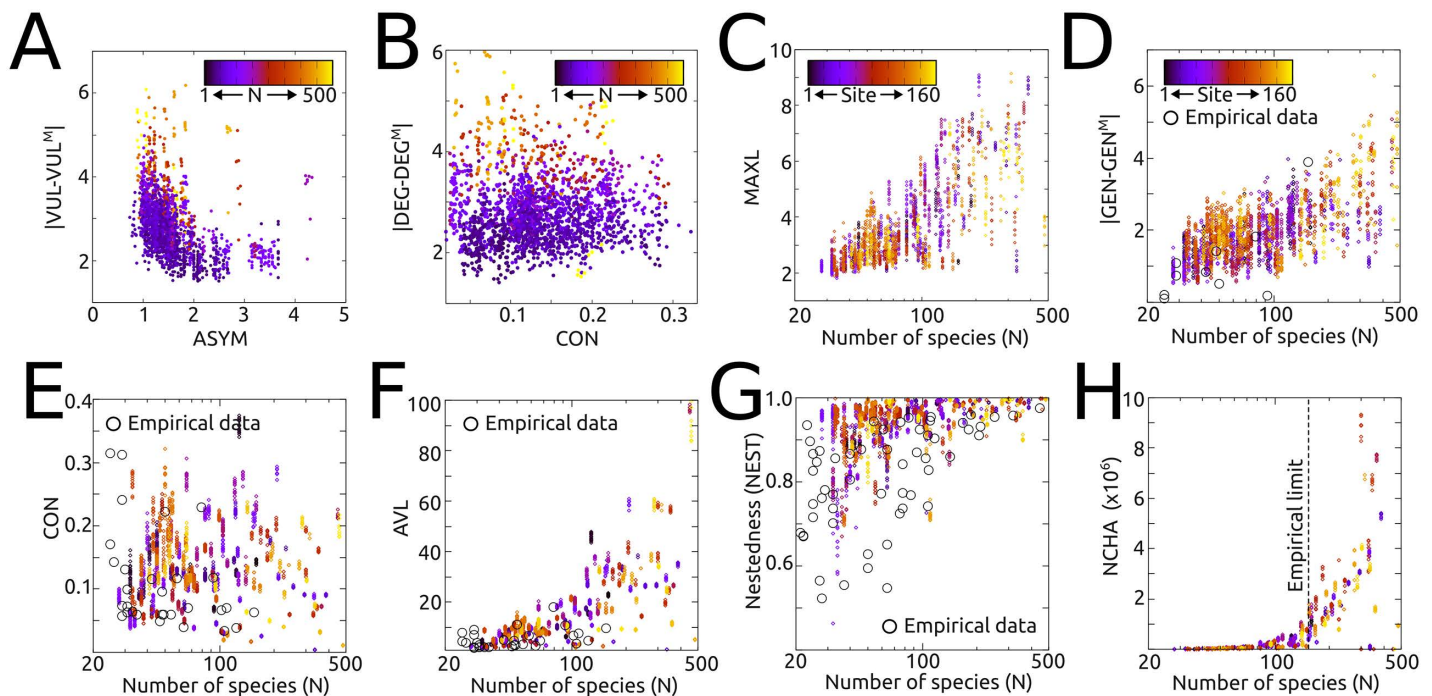 A
|VUL-VULᴹ|
6
4
2
0
1
2
3
4
5
ASYM
1 ← N → 500
B
|DEG-DEGᴹ|
6
4
2
0.1
0.2
0.3
CON
1 ← N → 500
C
MAXL
10
8
6
4
2
20
100
500
Number of species (N)
1 ← Site → 160
D
|GEN-GENᴹ|
6
4
2
20
100
500
Number of species (N)
1 ← Site → 160
Empirical data
E
CON
0.4
0.3
0.2
0.1
20
100
500
Number of species (N)
Empirical data
F
AVL
100
80
60
40
20
20
100
500
Number of species (N)
Empirical data
G
Nestedness (NEST)
1.0
0.8
0.6
20
100
500
Number of species (N)
Empirical data
H
NCHA (x10⁶)
10
8
6
4
2
20
100
500
Number of species (N)
Empirical limit